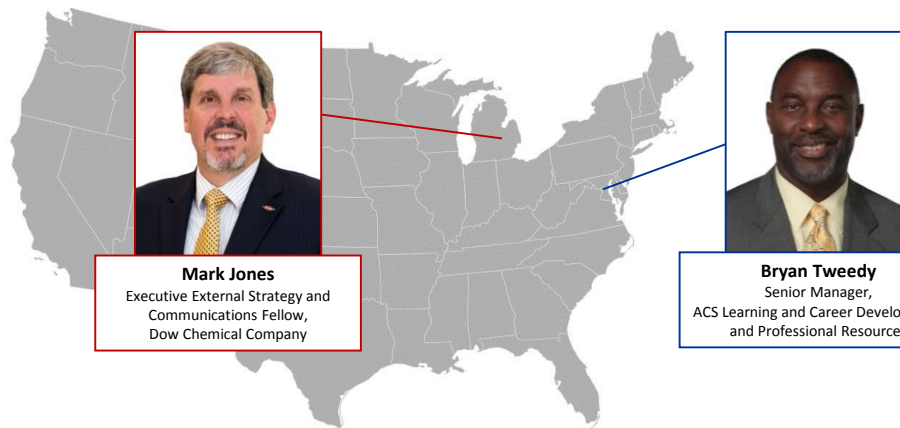 Mark Jones
Executive External Strategy and
Communications Fellow,
Dow Chemical Company
Bryan Tweedy
Senior Manager,
ACS Learning and Career Develo
and Professional Resource